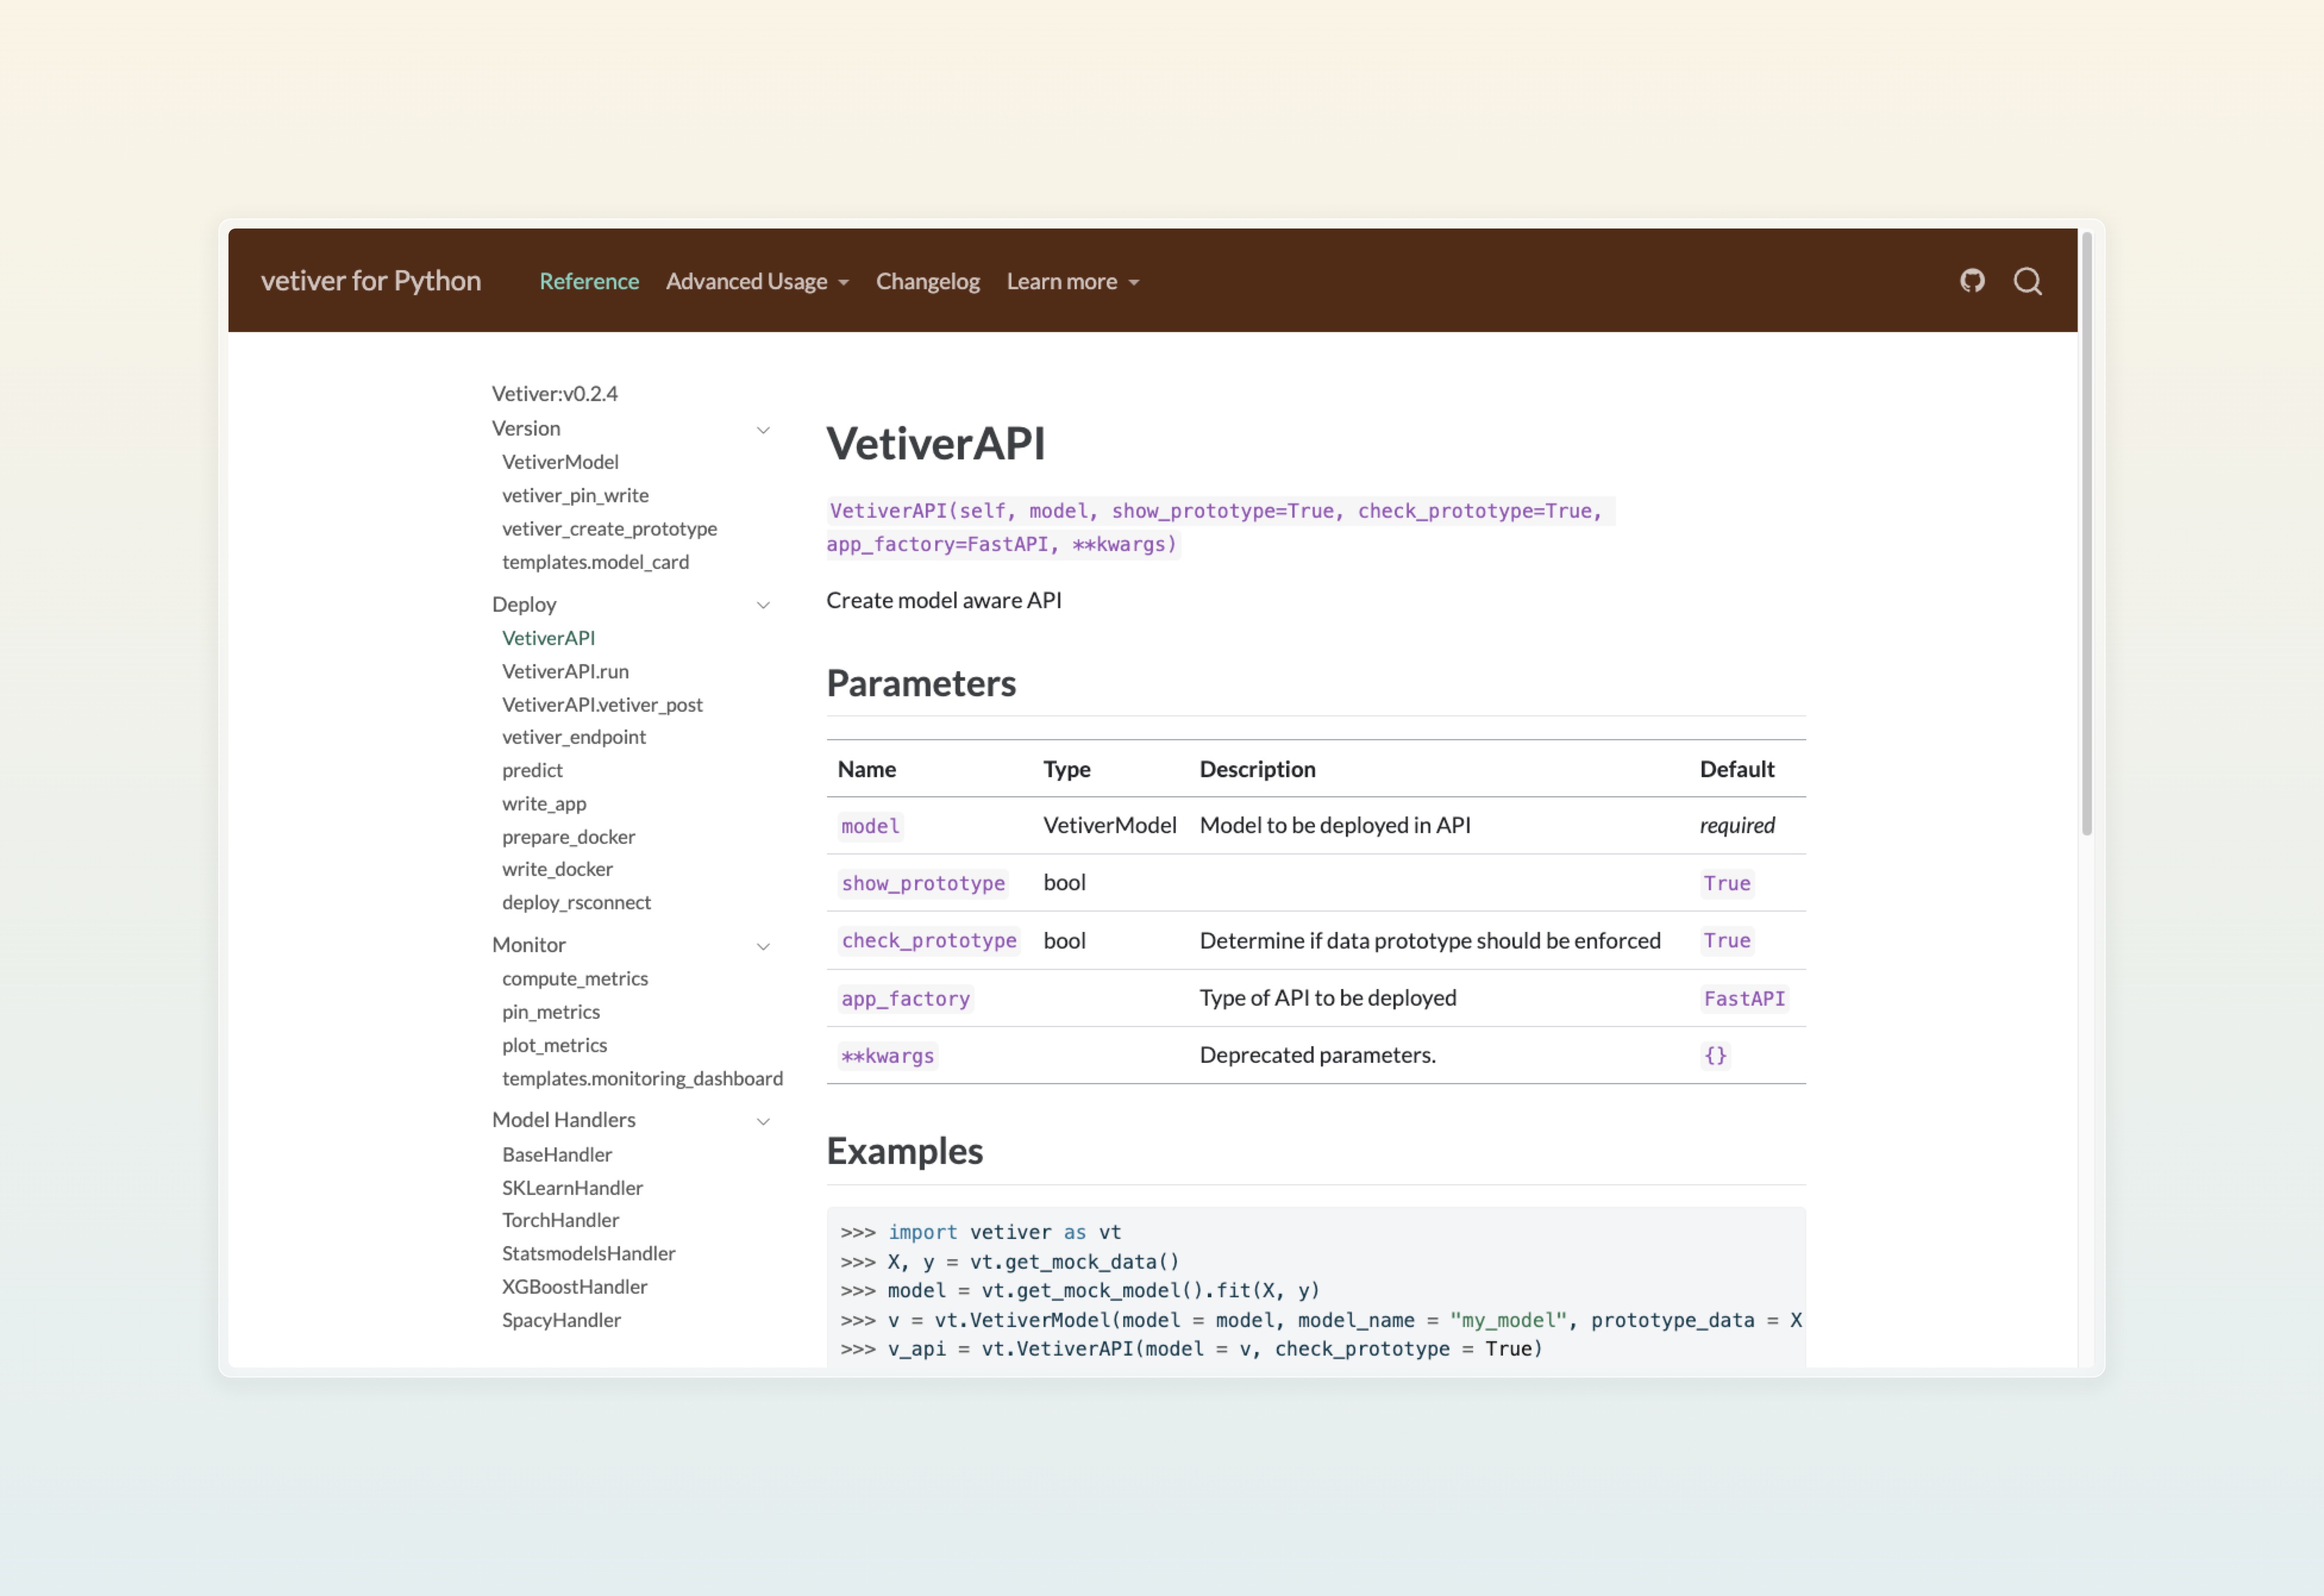 vetiver for Python Reference Advanced Usage Changelog Learn more
Vetiver:v0.2.4
Version
VetiverModel
vetiver_pin_write
vetiver_create_prototype
templates.model_card
Deploy
VetiverAPI
VetiverAPI.run
VetiverAPI.vetiver_post
vetiver_endpoint
predict
write_app
prepare_docker
write_docker
deploy_rsconnect
Monitor
compute_metrics
pin_metrics
plot_metrics
templates.monitoring_dashboard
Model Handlers
BaseHandler
SKLearnHandler
TorchHandler
StatsmodelsHandler
XGBoostHandler
SpacyHandler
VetiverAPI
VetiverAPI(self, model, show_prototype=True, check_prototype=True,
app_factory=FastAPI, **kwargs)
Create model aware API
Parameters
Name Type Description Default
model VetiverModel Model to be deployed in API required
show_prototype bool True
check_prototype bool Determine if data prototype should be enforced True
app_factory Type of API to be deployed FastAPI
**kwargs Deprecated parameters. {}
Examples
>>> import vetiver as vt
>>> X, y = vt.get_mock_data()
>>> model = vt.get_mock_model().fit(X, y)
>>> v = vt.VetiverModel(model = model, model_name = "my_model", prototype_data = X
>>> v_api = vt.VetiverAPI(model = v, check_prototype = True)